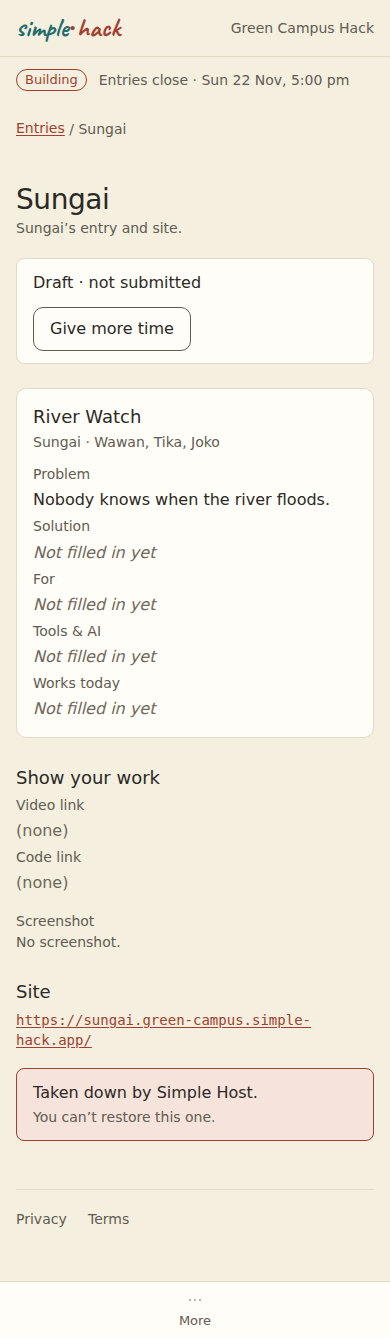 simple·hack
Green Campus Hack
Building
Entries close · Sun 22 Nov, 5:00 pm
Entries / Sungai
Sungai
Sungai’s entry and site.
Draft · not submitted
Give more time
River Watch
Sungai · Wawan, Tika, Joko
Problem
Nobody knows when the river floods.
Solution
Not filled in yet
For
Not filled in yet
Tools & AI
Not filled in yet
Works today
Not filled in yet
Show your work
Video link
(none)
Code link
(none)
Screenshot
No screenshot.
Site
https://sungai.green-campus.simple-
hack.app/
Taken down by Simple Host.
You can’t restore this one.
Privacy
Terms
...
More